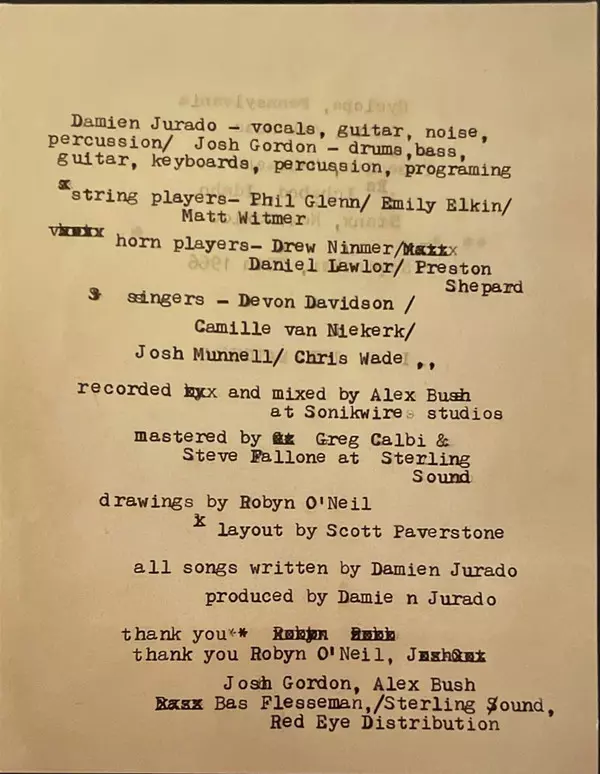 Damien Jurado - vocals, guitar, noise,
percussion/ Josh Gordon - drums,bass,
guitar, keyboards, percussion, programing
string players- Phil Glenn/ Emily Elkin/
Matt Witmer
horn players- Drew Ninmer/
Daniel Lawlor/ Preston
Shepard
singers - Devon Davidson /
Camille van Niekerk/
Josh Munnell/ Chris Wade ,,
recorded and mixed by Alex Bush
at Sonikwire studios
mastered by Greg Calbi &
Steve Fallone at Sterling
Sound
drawings by Robyn O'Neil
layout by Scott Paverstone
all songs written by Damien Jurado
produced by Damie n Jurado
thank you**
thank you Robyn O'Neil,
Josh Gordon, Alex Bush
Bas Flesseman,/Sterling Sound,
Red Eye Distribution